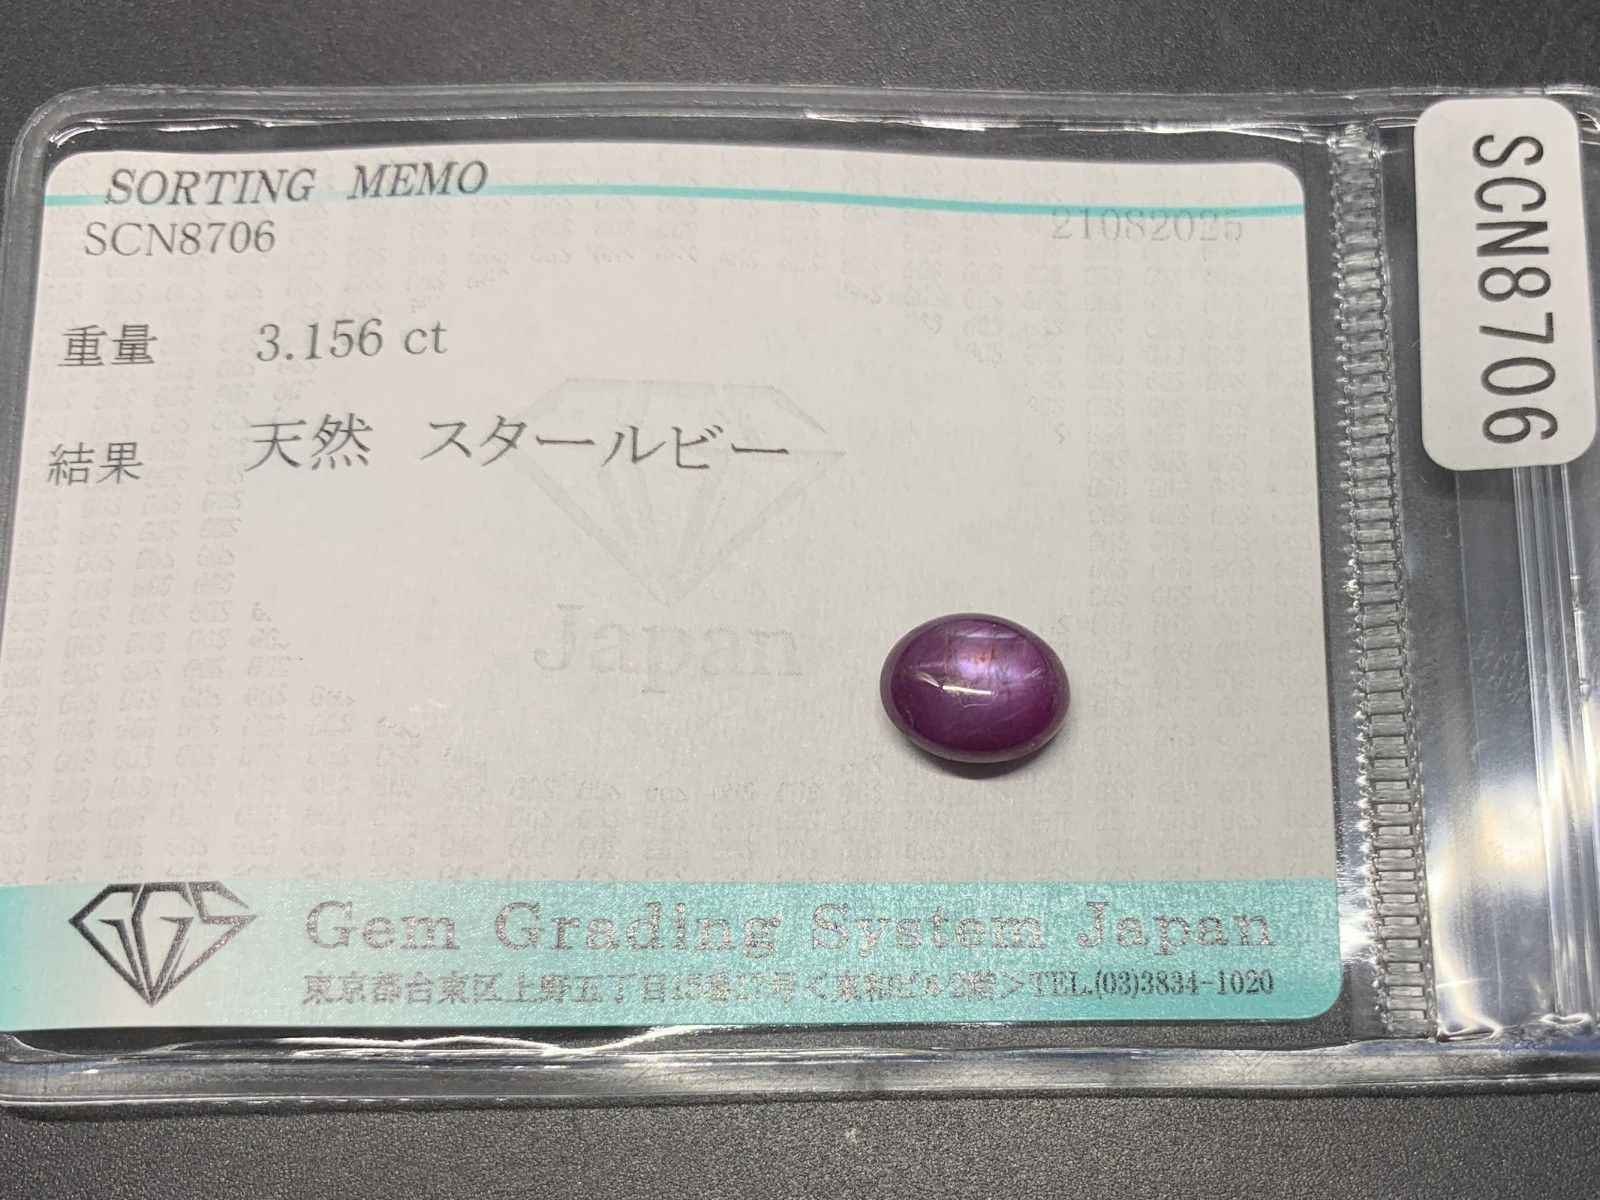 SORTING MEMO
SCN8706
21082025
重量 3.156 ct
結果 天然 スタールビー
Japan
GGS
Gem Grading System Japan
東京都台東区上野五丁目15番17号<東和ビル2階>TEL.(03)3834-1020
SCN8706